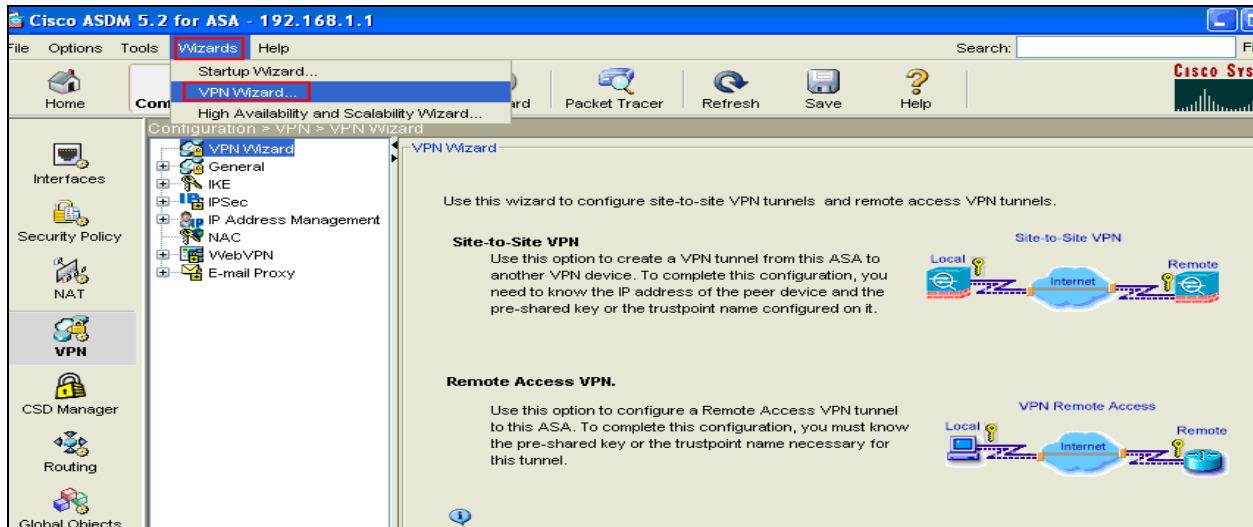 Cisco ASDM 5.2 for ASA - 192.168.1.1
File Options Tools Wizards Help Search:
Startup Wizard...
VPN Wizard...
High Availability and Scalability Wizard...
Home Packet Tracer Refresh Save Help
Configuration > VPN > VPN Wizard
Interfaces
Security Policy
NAT
VPN
CSD Manager
Routing
Global Objects
VPN Wizard
General
IKE
IPSec
IP Address Management
NAC
WebVPN
E-mail Proxy
VPN Wizard
Use this wizard to configure site-to-site VPN tunnels and remote access VPN tunnels.
Site-to-Site VPN
Use this option to create a VPN tunnel from this ASA to
another VPN device. To complete this configuration, you
need to know the IP address of the peer device and the
pre-shared key or the trustpoint name configured on it.
Site-to-Site VPN
Local
Internet
Remote
Remote Access VPN.
Use this option to configure a Remote Access VPN tunnel
to this ASA. To complete this configuration, you must know
the pre-shared key or the trustpoint name necessary for
this tunnel.
VPN Remote Access
Local
Internet
Remote